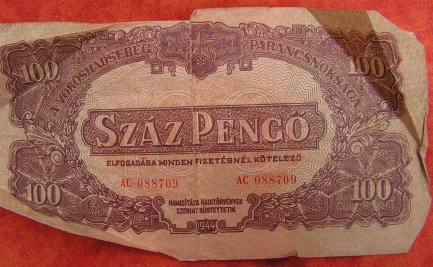 A VÖRÖSHADSEREG PARANCSNOKSÁGA
100 100
SZÁZ PENGŐ
ELFOGADÁSA MINDEN FIZETÉSNÉL KÖTELEZŐ
AC 088709 AC 088709
100 100
HAMISÍTÁSA HADITÖRVÉNYEK
SZERINT BÜNTETTETIK
1944